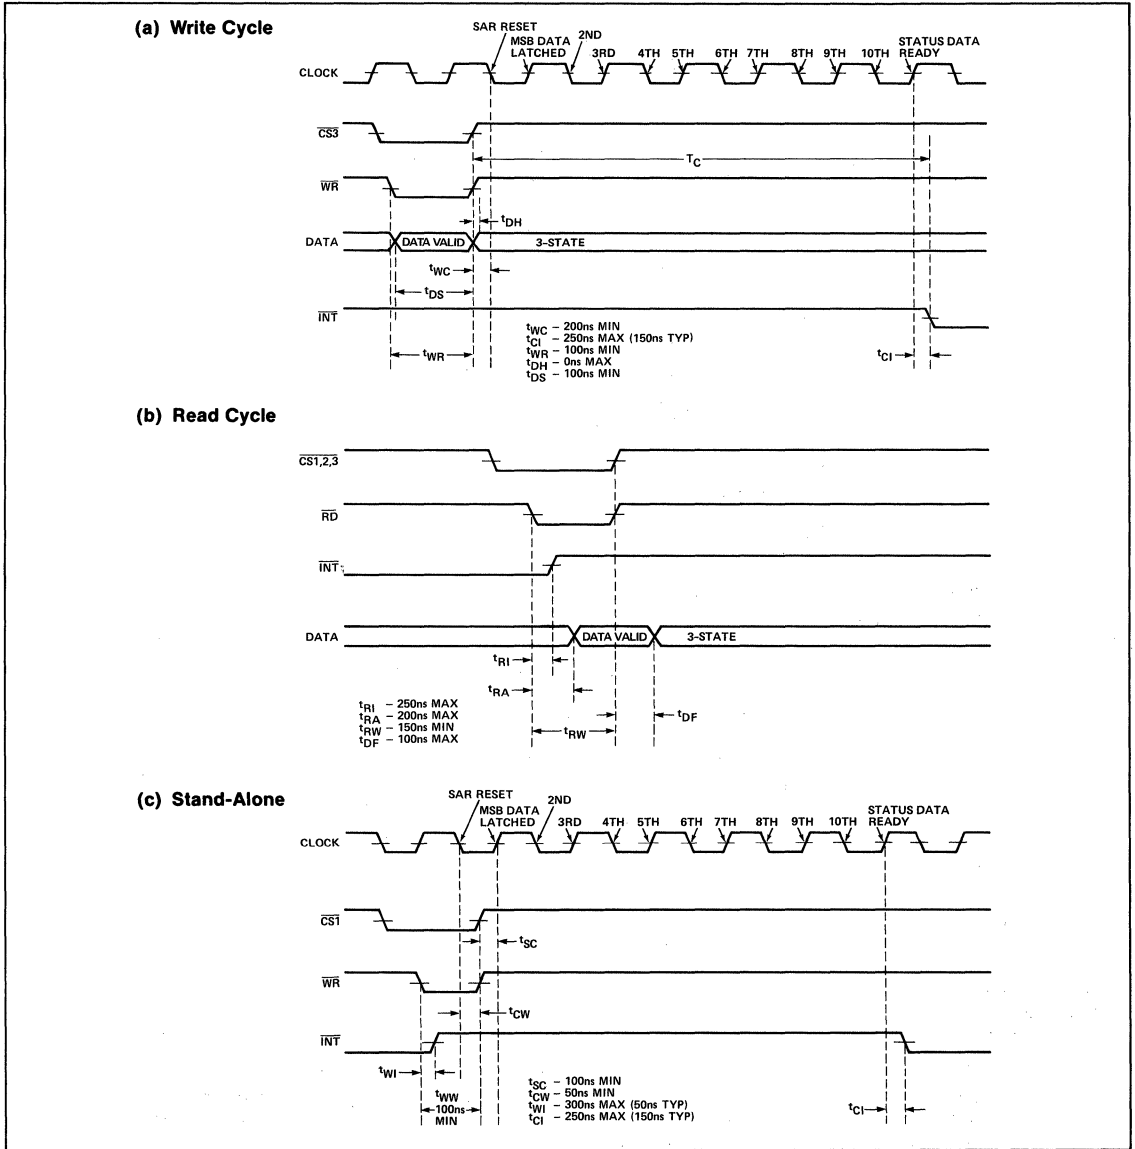 (a) Write Cycle
SAR RESET
MSB DATA
LATCHED
2ND
3RD
4TH
5TH
6TH
7TH
8TH
9TH
10TH
STATUS DATA
READY
CLOCK
CS3
TC
WR
tDH
DATA
DATA VALID
3-STATE
tWC
tDS
INT
tWC – 200ns MIN
tCI – 250ns MAX (150ns TYP)
tWR – 100ns MIN
tDH – 0ns MAX
tDS – 100ns MIN
tWR
tCI
(b) Read Cycle
CS1,2,3
RD
INT
DATA
DATA VALID
3-STATE
tRI
tRA
tDF
tRW
tRI – 250ns MAX
tRA – 200ns MAX
tRW – 150ns MIN
tDF – 100ns MAX
(c) Stand-Alone
SAR RESET
MSB DATA
LATCHED
2ND
3RD
4TH
5TH
6TH
7TH
8TH
9TH
10TH
STATUS DATA
READY
CLOCK
CS1
tSC
WR
tCW
INT
tWI
tWW
100ns
MIN
tSC – 100ns MIN
tCW – 50ns MIN
tWI – 300ns MAX (50ns TYP)
tCI – 250ns MAX (150ns TYP)
tCI